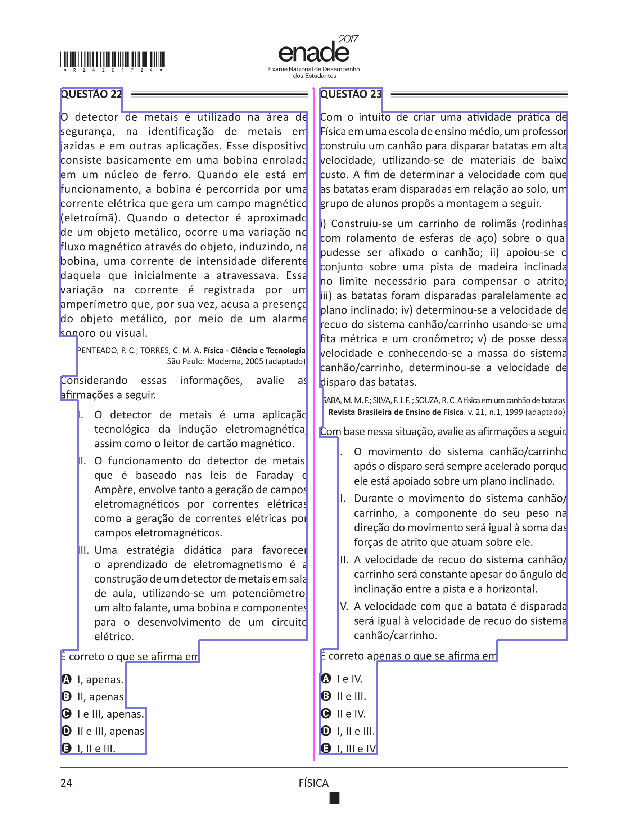 * R 2 4 2 0 1 7 2 4 *
enade 2017
Exame Nacional de Desempenho
dos Estudantes
QUESTÃO 22
O detector de metais é utilizado na área de
segurança, na identificação de metais em
jazidas e em outras aplicações. Esse dispositivo
consiste basicamente em uma bobina enrolada
em um núcleo de ferro. Quando ele está em
funcionamento, a bobina é percorrida por uma
corrente elétrica que gera um campo magnético
(eletroímã). Quando o detector é aproximado
de um objeto metálico, ocorre uma variação no
fluxo magnético através do objeto, induzindo, na
bobina, uma corrente de intensidade diferente
daquela que inicialmente a atravessava. Essa
variação na corrente é registrada por um
amperímetro que, por sua vez, acusa a presença
do objeto metálico, por meio de um alarme
sonoro ou visual.
PENTEADO, P. C.; TORRES, C. M. A. Física - Ciência e Tecnologia
São Paulo: Moderna, 2005 (adaptado)
Considerando essas informações, avalie as
afirmações a seguir.
I. O detector de metais é uma aplicação
tecnológica da indução eletromagnética
assim como o leitor de cartão magnético.
II. O funcionamento do detector de metais
que é baseado nas leis de Faraday e
Ampère, envolve tanto a geração de campos
eletromagnéticos por correntes elétricas
como a geração de correntes elétricas por
campos eletromagnéticos.
III. Uma estratégia didática para favorecer
o aprendizado de eletromagnetismo é a
construção de um detector de metais em sala
de aula, utilizando-se um potenciômetro
um alto falante, uma bobina e componentes
para o desenvolvimento de um circuito
elétrico.
É correto o que se afirma em
A I, apenas.
B II, apenas
C I e III, apenas.
D II e III, apenas
E I, II e III.
QUESTÃO 23
Com o intuito de criar uma atividade prática de
Física em uma escola de ensino médio, um professor
construiu um canhão para disparar batatas em alta
velocidade, utilizando-se de materiais de baixo
custo. A fim de determinar a velocidade com que
as batatas eram disparadas em relação ao solo, um
grupo de alunos propôs a montagem a seguir.
i) Construiu-se um carrinho de rolimãs (rodinhas
com rolamento de esferas de aço) sobre o qual
pudesse ser afixado o canhão; ii) apoiou-se o
conjunto sobre uma pista de madeira inclinada
no limite necessário para compensar o atrito;
iii) as batatas foram disparadas paralelamente ao
plano inclinado; iv) determinou-se a velocidade de
recuo do sistema canhão/carrinho usando-se uma
fita métrica e um cronômetro; v) de posse dessa
velocidade e conhecendo-se a massa do sistema
canhão/carrinho, determinou-se a velocidade de
disparo das batatas.
SABA, M. M. F.; SILVA, F. J. F. ; SOUZA, R. C. A física em um canhão de batatas
Revista Brasileira de Ensino de Física. v. 21, n.1, 1999 (adaptado)
Com base nessa situação, avalie as afirmações a seguir.
I. O movimento do sistema canhão/carrinho
após o disparo será sempre acelerado porque
ele está apoiado sobre um plano inclinado.
II. Durante o movimento do sistema canhão/
carrinho, a componente do seu peso na
direção do movimento será igual à soma das
forças de atrito que atuam sobre ele.
III. A velocidade de recuo do sistema canhão/
carrinho será constante apesar do ângulo de
inclinação entre a pista e a horizontal.
IV. A velocidade com que a batata é disparada
será igual à velocidade de recuo do sistema
canhão/carrinho.
É correto apenas o que se afirma em
A I e IV.
B II e III.
C II e IV.
D I, II e III.
E I, III e IV
24
FÍSICA